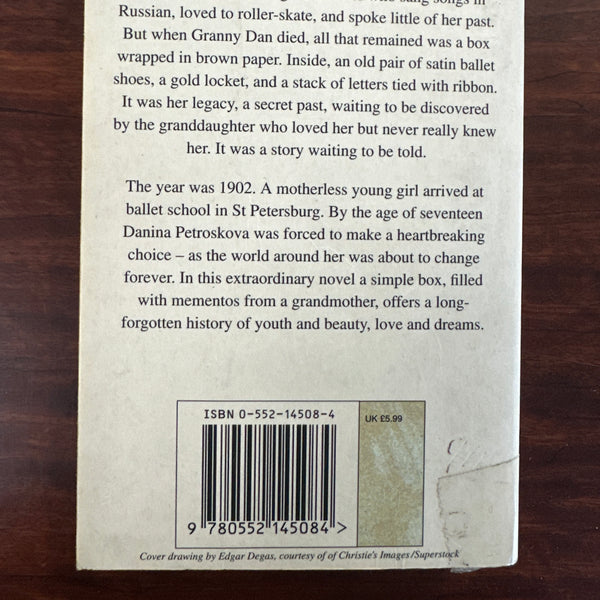 sang songs in
Russian, loved to roller-skate, and spoke little of her past.
But when Granny Dan died, all that remained was a box
wrapped in brown paper. Inside, an old pair of satin ballet
shoes, a gold locket, and a stack of letters tied with ribbon.
It was her legacy, a secret past, waiting to be discovered
by the granddaughter who loved her but never really knew
her. It was a story waiting to be told.
The year was 1902. A motherless young girl arrived at
ballet school in St Petersburg. By the age of seventeen
Danina Petroskova was forced to make a heartbreaking
choice – as the world around her was about to change
forever. In this extraordinary novel a simple box, filled
with mementos from a grandmother, offers a long-
forgotten history of youth and beauty, love and dreams.
ISBN 0-552-14508-4
UK £5.99
9 780552 145084 >
Cover drawing by Edgar Degas, courtesy of of Christie's Images/Superstock